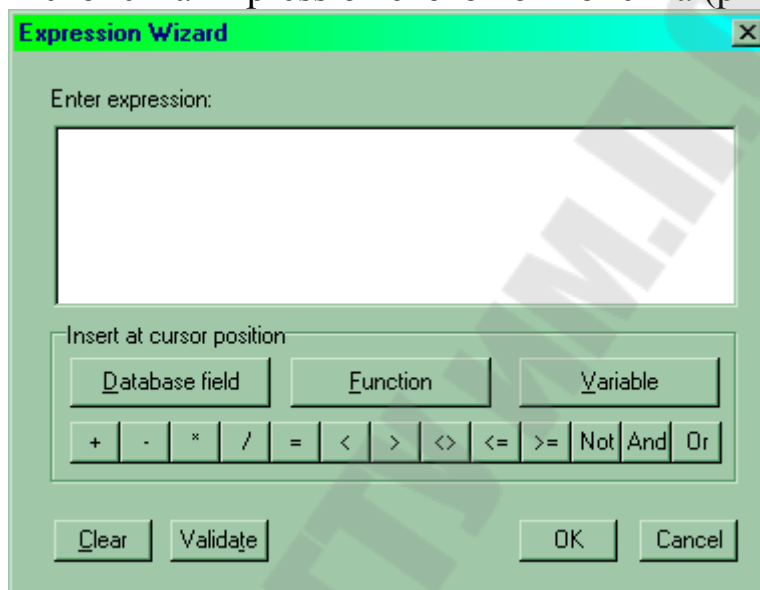 Expression Wizard
Enter expression:
Insert at cursor position
Database field Function Variable
+ - * / = < > <> <= >= Not And Or
Clear Validate OK Cancel